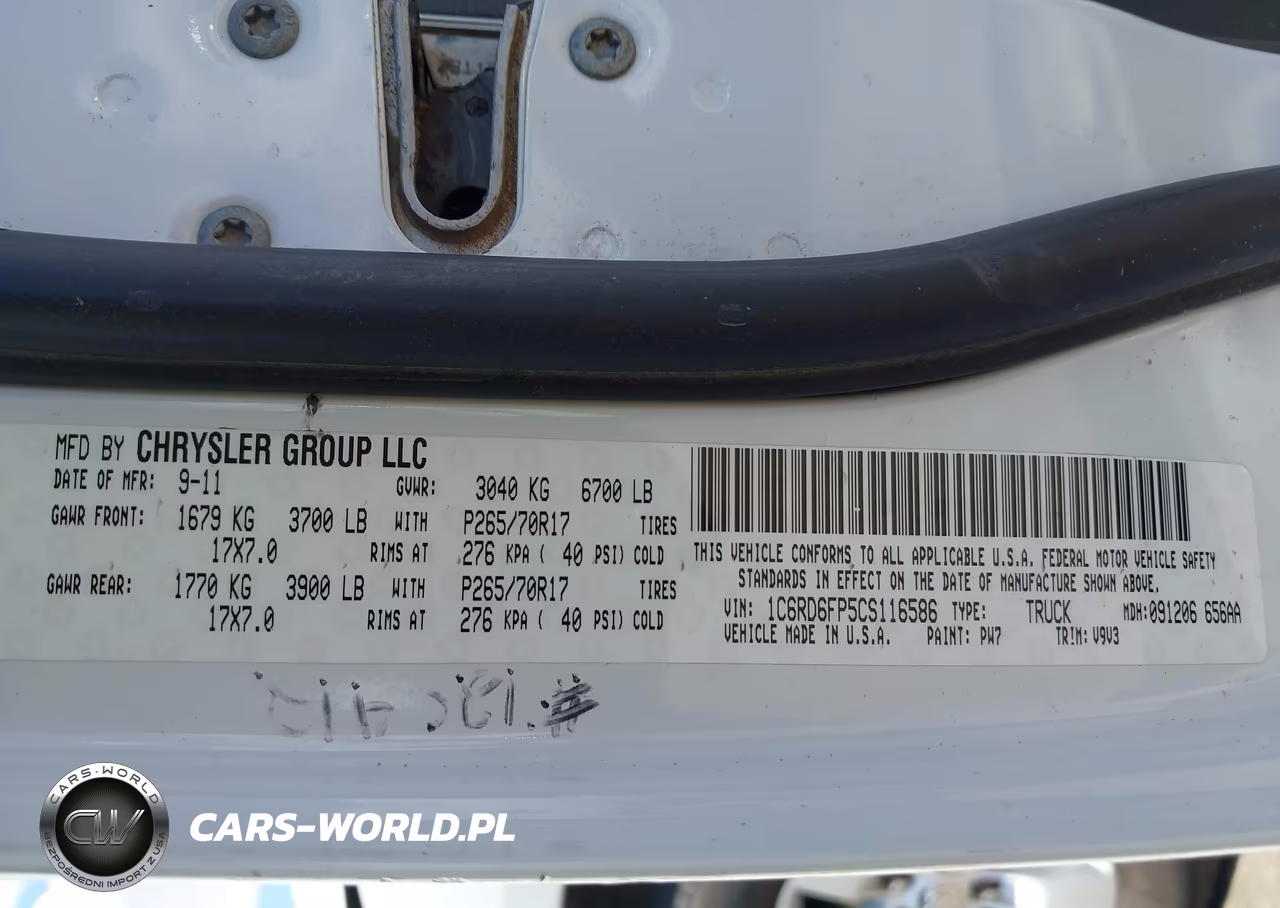 MFD BY CHRYSLER GROUP LLC
DATE OF MFR: 9-11 GVWR: 3040 KG 6700 LB
GAWR FRONT: 1679 KG 3700 LB WITH P265/70R17 TIRES
17X7.0 RIMS AT 276 KPA ( 40 PSI) COLD
GAWR REAR: 1770 KG 3900 LB WITH P265/70R17 TIRES
17X7.0 RIMS AT 276 KPA ( 40 PSI) COLD
THIS VEHICLE CONFORMS TO ALL APPLICABLE U.S.A. FEDERAL MOTOR VEHICLE SAFETY
STANDARDS IN EFFECT ON THE DATE OF MANUFACTURE SHOWN ABOVE.
VIN: 1C6RD6FP5CS116586 TYPE: TRUCK MDH:091206 656AA
VEHICLE MADE IN U.S.A. PAINT: PW7 TRIM: V9V3
CARS-WORLD
CW
BEZPOŚREDNI IMPORT Z USA
CARS-WORLD.PL